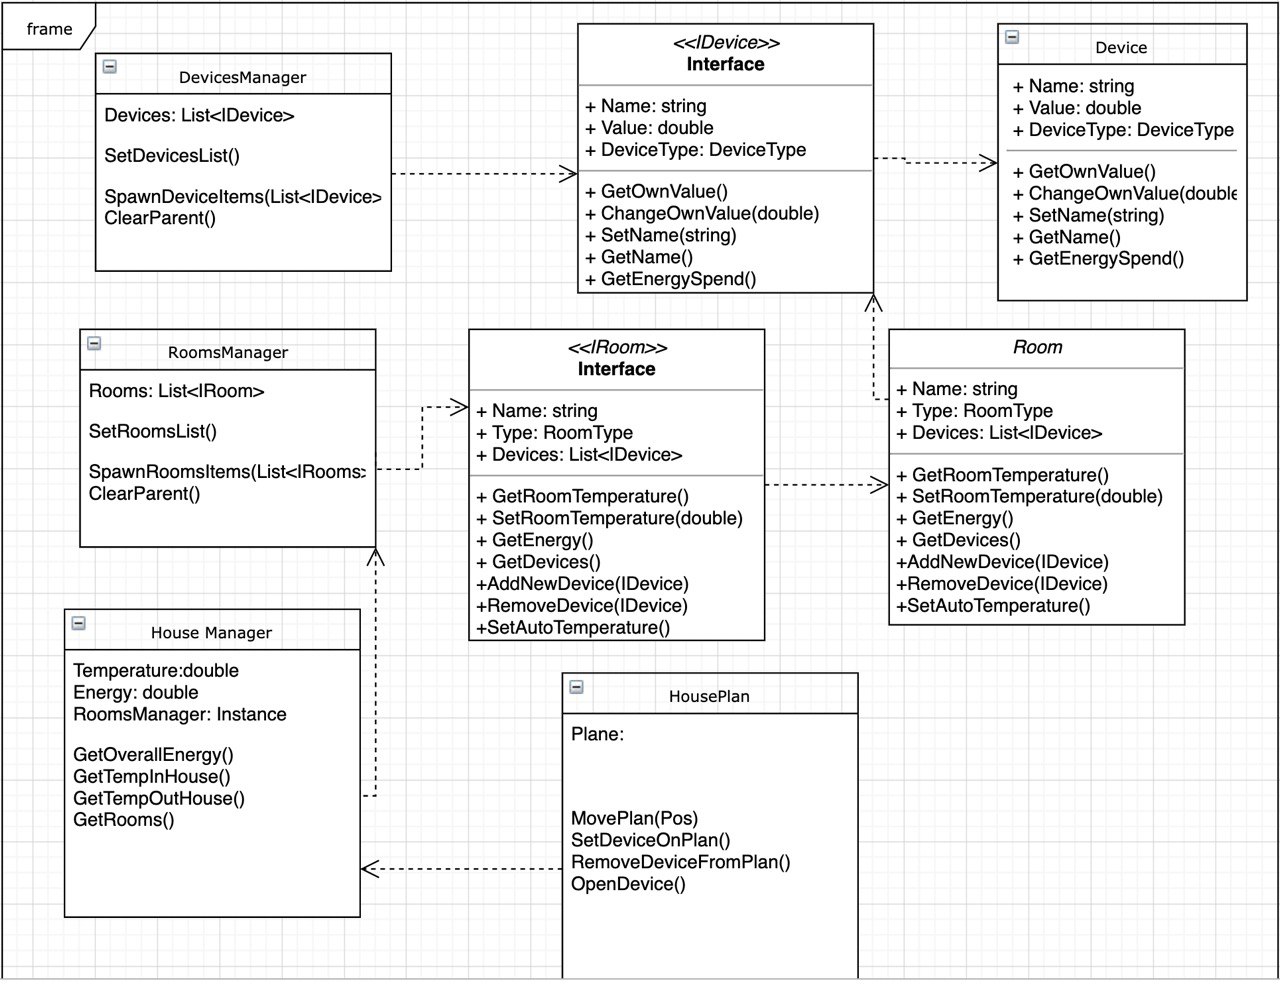 frame
DevicesManager
Devices: List<IDevice>
SetDevicesList()
SpawnDeviceItems(List<IDevice>
ClearParent()
<<IDevice>>
Interface
+ Name: string
+ Value: double
+ DeviceType: DeviceType
+ GetOwnValue()
+ ChangeOwnValue(double)
+ SetName(string)
+ GetName()
+ GetEnergySpend()
Device
+ Name: string
+ Value: double
+ DeviceType: DeviceType
+ GetOwnValue()
+ ChangeOwnValue(double
+ SetName(string)
+ GetName()
+ GetEnergySpend()
RoomsManager
Rooms: List<IRoom>
SetRoomsList()
SpawnRoomsItems(List<IRooms>
ClearParent()
<<IRoom>>
Interface
+ Name: string
+ Type: RoomType
+ Devices: List<IDevice>
+ GetRoomTemperature()
+ SetRoomTemperature(double)
+ GetEnergy()
+ GetDevices()
+AddNewDevice(IDevice)
+RemoveDevice(IDevice)
+SetAutoTemperature()
Room
+ Name: string
+ Type: RoomType
+ Devices: List<IDevice>
+ GetRoomTemperature()
+ SetRoomTemperature(double)
+ GetEnergy()
+ GetDevices()
+AddNewDevice(IDevice)
+RemoveDevice(IDevice)
+SetAutoTemperature()
House Manager
Temperature:double
Energy: double
RoomsManager: Instance
GetOverallEnergy()
GetTempInHouse()
GetTempOutHouse()
GetRooms()
HousePlan
Plane:
MovePlan(Pos)
SetDeviceOnPlan()
RemoveDeviceFromPlan()
OpenDevice()